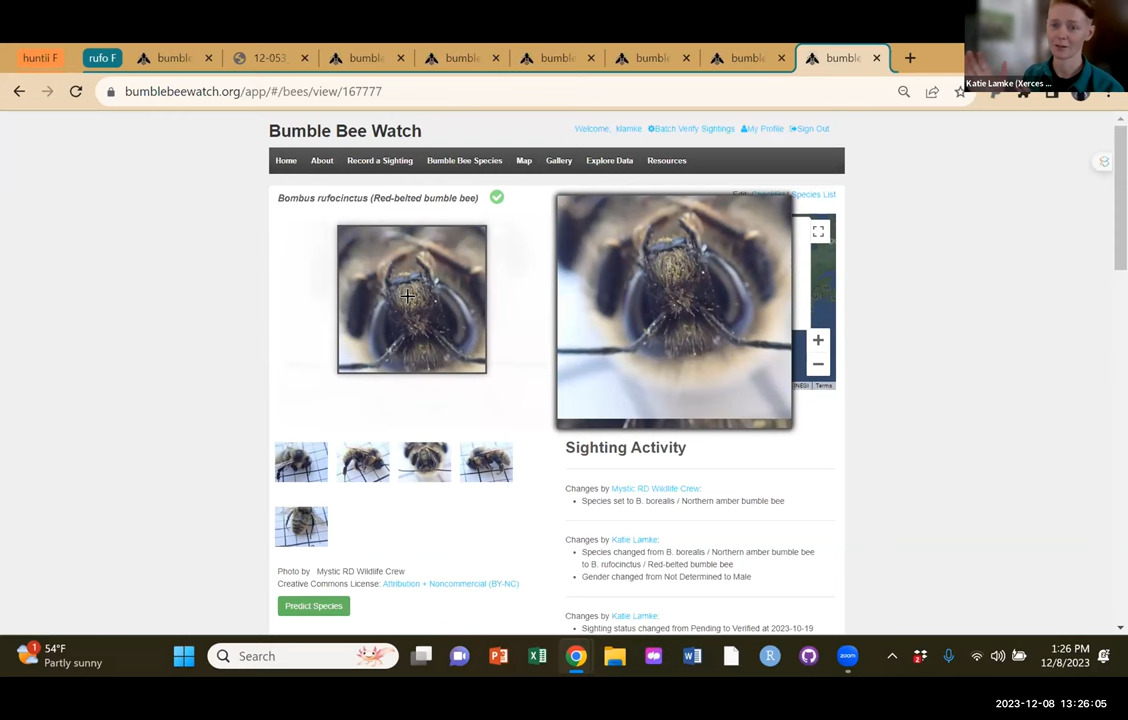 huntii F
rufo F
bumble
12-053
bumble
bumble
bumble
bumble
bumble
bumble
Katie Lamke (Xerces ...
bumblebeewatch.org/app/#/bees/view/167777
Bumble Bee Watch
Welcome, klamke Batch Verify Sightings My Profile Sign Out
Home About Record a Sighting Bumble Bee Species Map Gallery Explore Data Resources
Bombus rufocinctus (Red-belted bumble bee)
Species List
Terms
Sighting Activity
Changes by Mystic RD Wildlife Crew:
Species set to B. borealis / Northern amber bumble bee
Changes by Katie Lamke:
Species changed from B. borealis / Northern amber bumble bee
to B. rufocinctus / Red-belted bumble bee
Gender changed from Not Determined to Male
Changes by Katie Lamke:
Sighting status changed from Pending to Verified at 2023-10-19
Photo by Mystic RD Wildlife Crew
Creative Commons License: Attribution + Noncommercial (BY-NC)
Predict Species
1
54°F
Partly sunny
Search
zoom
1:26 PM
12/8/2023
2023-12-08 13:26:05